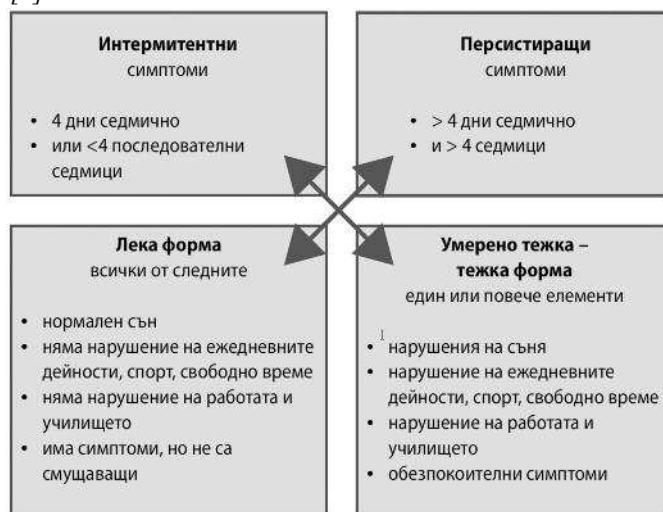 Интермитентни
симптоми
• 4 дни седмично
• или <4 последователни
седмици
Персистиращи
симптоми
• > 4 дни седмично
• и > 4 седмици
Лека форма
всички от следните
• нормален сън
• няма нарушение на ежедневните
дейности, спорт, свободно време
• няма нарушение на работата и
училището
• има симптоми, но не са
смущаващи
Умерено тежка –
тежка форма
един или повече елементи
• нарушения на съня
• нарушение на ежедневните
дейности, спорт, свободно време
• нарушение на работата и
училището
• обезпокоителни симптоми